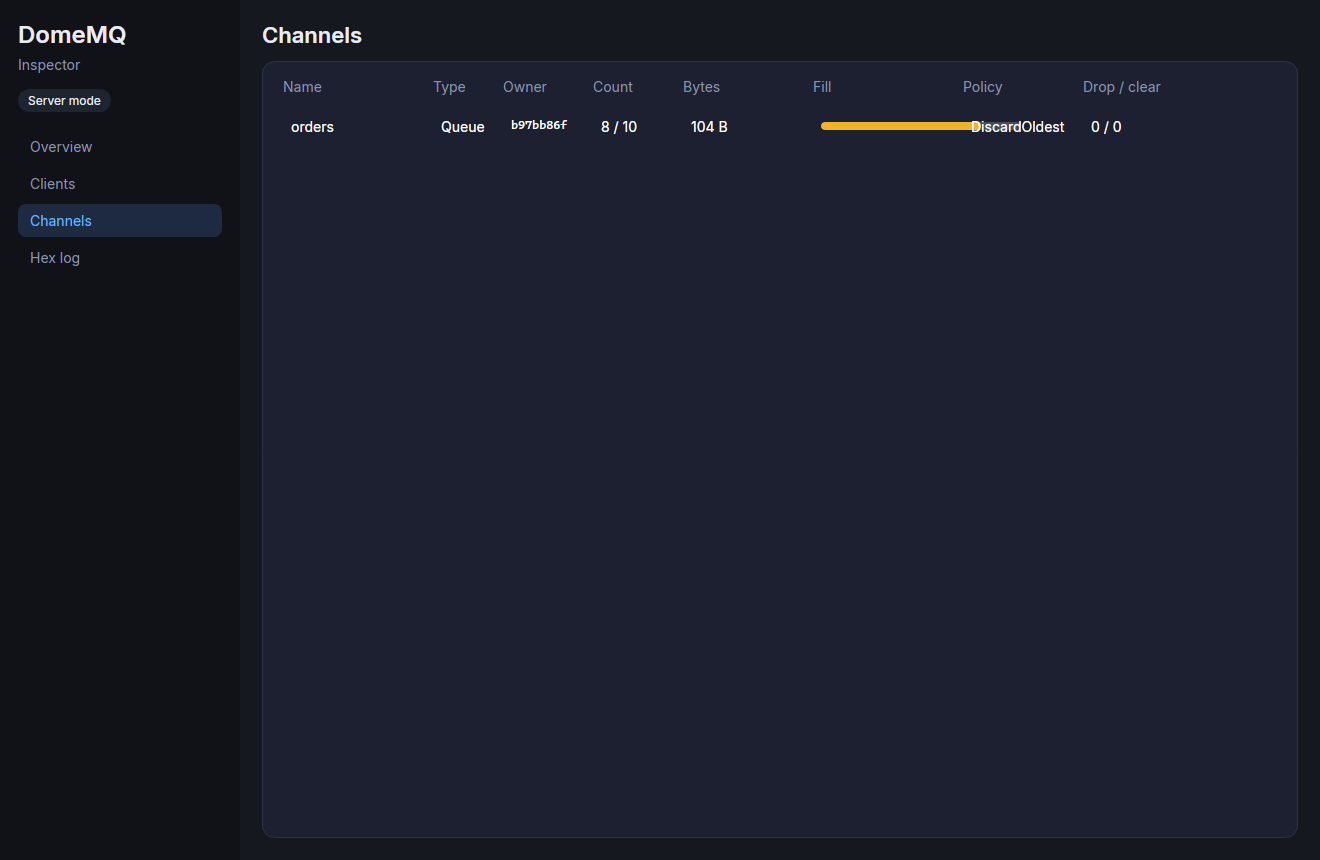 DomeMQ
Inspector
Server mode
Overview
Clients
Channels
Hex log
Channels
Name Type Owner Count Bytes Fill Policy Drop / clear
orders Queue b97bb86f 8 / 10 104 B DiscardOldest 0 / 0